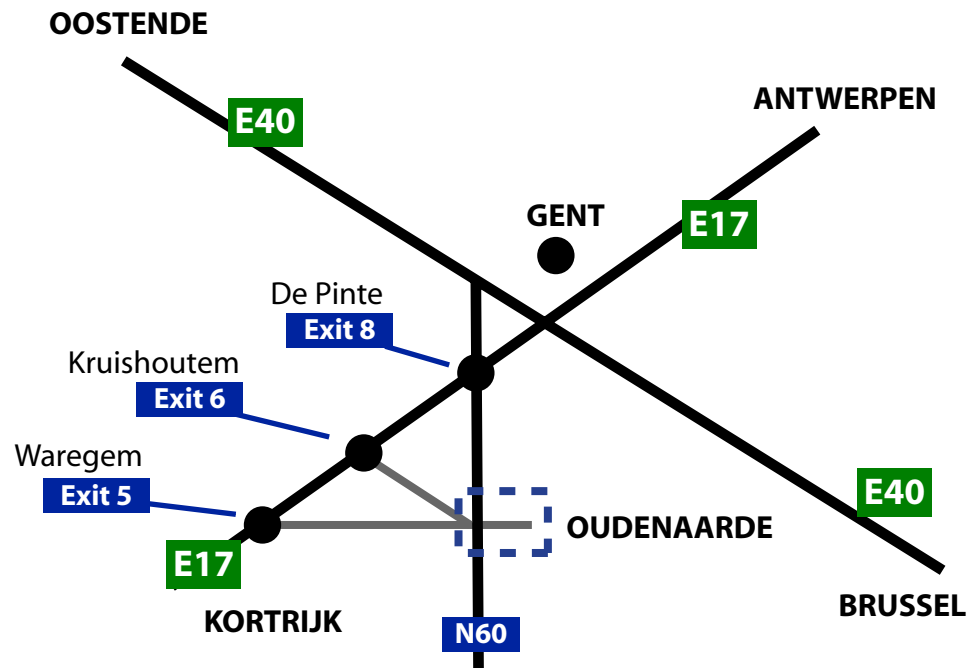 OOSTENDE
E40
ANTWERPEN
GENT
E17
De Pinte
Exit 8
Kruishoutem
Exit 6
Waregem
Exit 5
E40
OUDENAARDE
E17
BRUSSEL
KORTRIJK
N60